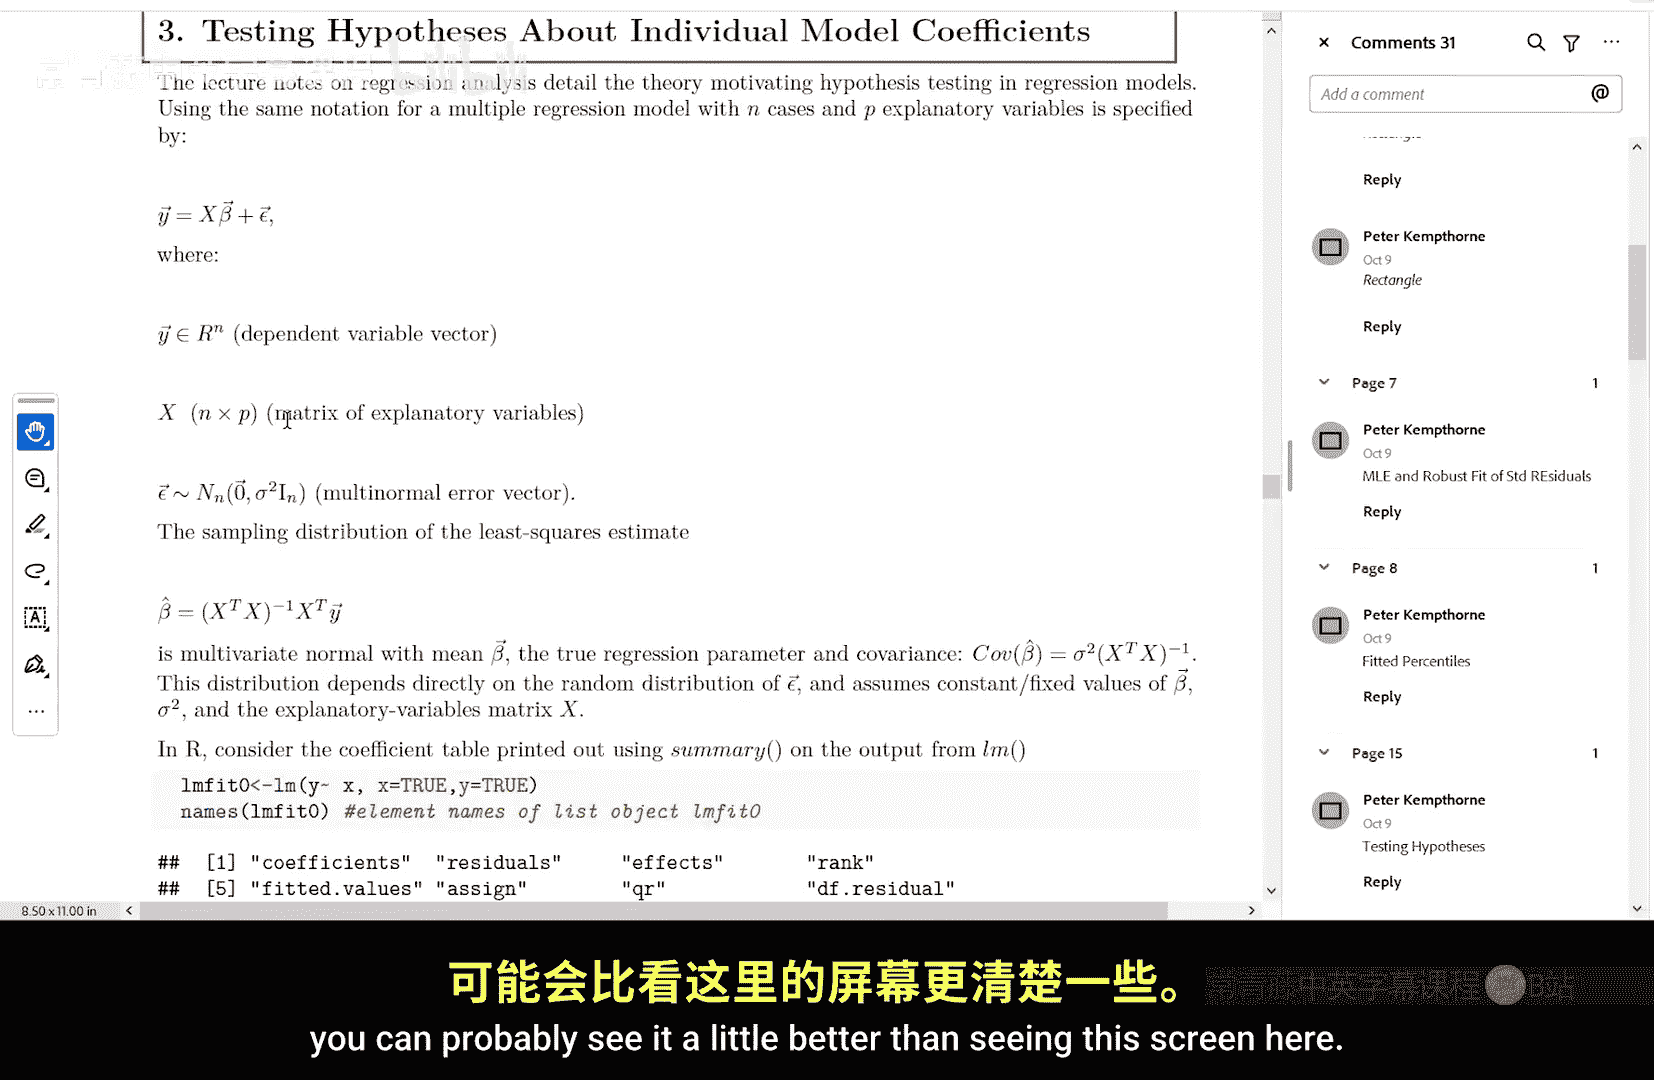 3. Testing Hypotheses About Individual Model Coefficients
The lecture notes on regression analysis detail the theory motivating hypothesis testing in regression models.
Using the same notation for a multiple regression model with n cases and p explanatory variables is specified
by:
y⃗ = Xβ⃗ + ϵ⃗,
where:
y⃗ ∈ Rⁿ (dependent variable vector)
X (n × p) (matrix of explanatory variables)
ϵ⃗ ∼ Nₙ(0⃗, σ²Iₙ) (multinormal error vector).
The sampling distribution of the least-squares estimate
β̂ = (XᵀX)⁻¹Xᵀy⃗
is multivariate normal with mean β⃗, the true regression parameter and covariance: Cov(β̂) = σ²(XᵀX)⁻¹.
This distribution depends directly on the random distribution of ϵ⃗, and assumes constant/fixed values of β⃗,
σ², and the explanatory-variables matrix X.
In R, consider the coefficient table printed out using summary() on the output from lm()
lmfit0<-lm(y~ x, x=TRUE,y=TRUE)
names(lmfit0) #element names of list object lmfit0
## [1] "coefficients" "residuals" "effects" "rank"
## [5] "fitted.values" "assign" "qr" "df.residual"
8.50 x 11.00 in
Comments 31
Add a comment
Reply
Peter Kempthorne
Oct 9
Rectangle
Reply
Page 7 1
Peter Kempthorne
Oct 9
MLE and Robust Fit of Std REsiduals
Reply
Page 8 1
Peter Kempthorne
Oct 9
Fitted Percentiles
Reply
Page 15 1
Peter Kempthorne
Oct 9
Testing Hypotheses
Reply
可能会比看这里的屏幕更清楚一些。
you can probably see it a little better than seeing this screen here.